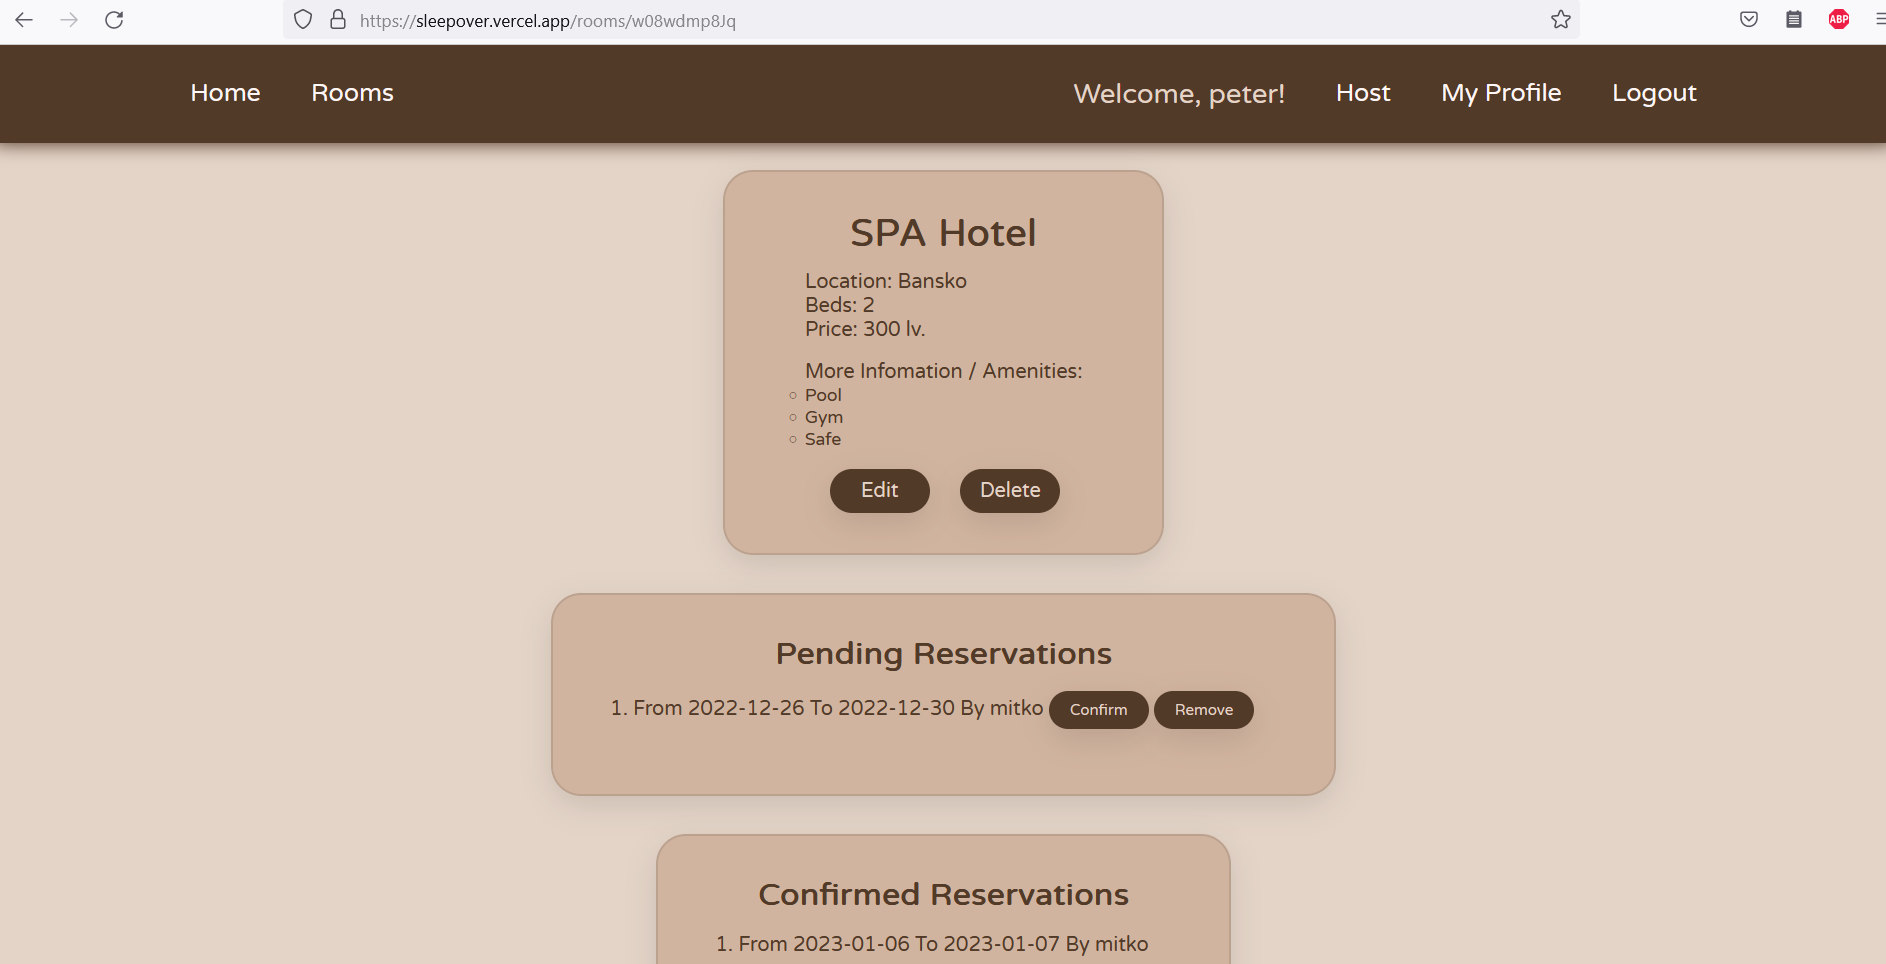 https://sleepover.vercel.app/rooms/w08wdmp8Jq
ABP
Home Rooms Welcome, peter! Host My Profile Logout
SPA Hotel
Location: Bansko
Beds: 2
Price: 300 lv.
More Infomation / Amenities:
Pool
Gym
Safe
Edit Delete
Pending Reservations
1. From 2022-12-26 To 2022-12-30 By mitko Confirm Remove
Confirmed Reservations
1. From 2023-01-06 To 2023-01-07 By mitko